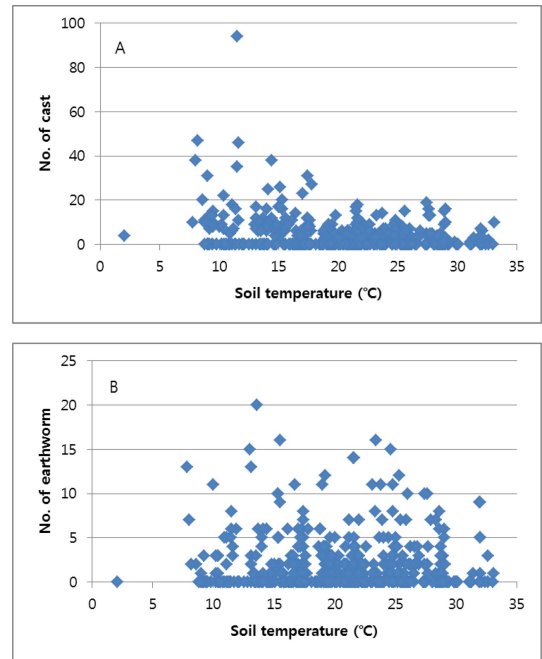 A
No. of cast
100
80
60
40
20
0
0 5 10 15 20 25 30 35
Soil temperature (℃)
B
No. of earthworm
25
20
15
10
5
0
0 5 10 15 20 25 30 35
Soil temperature (℃)